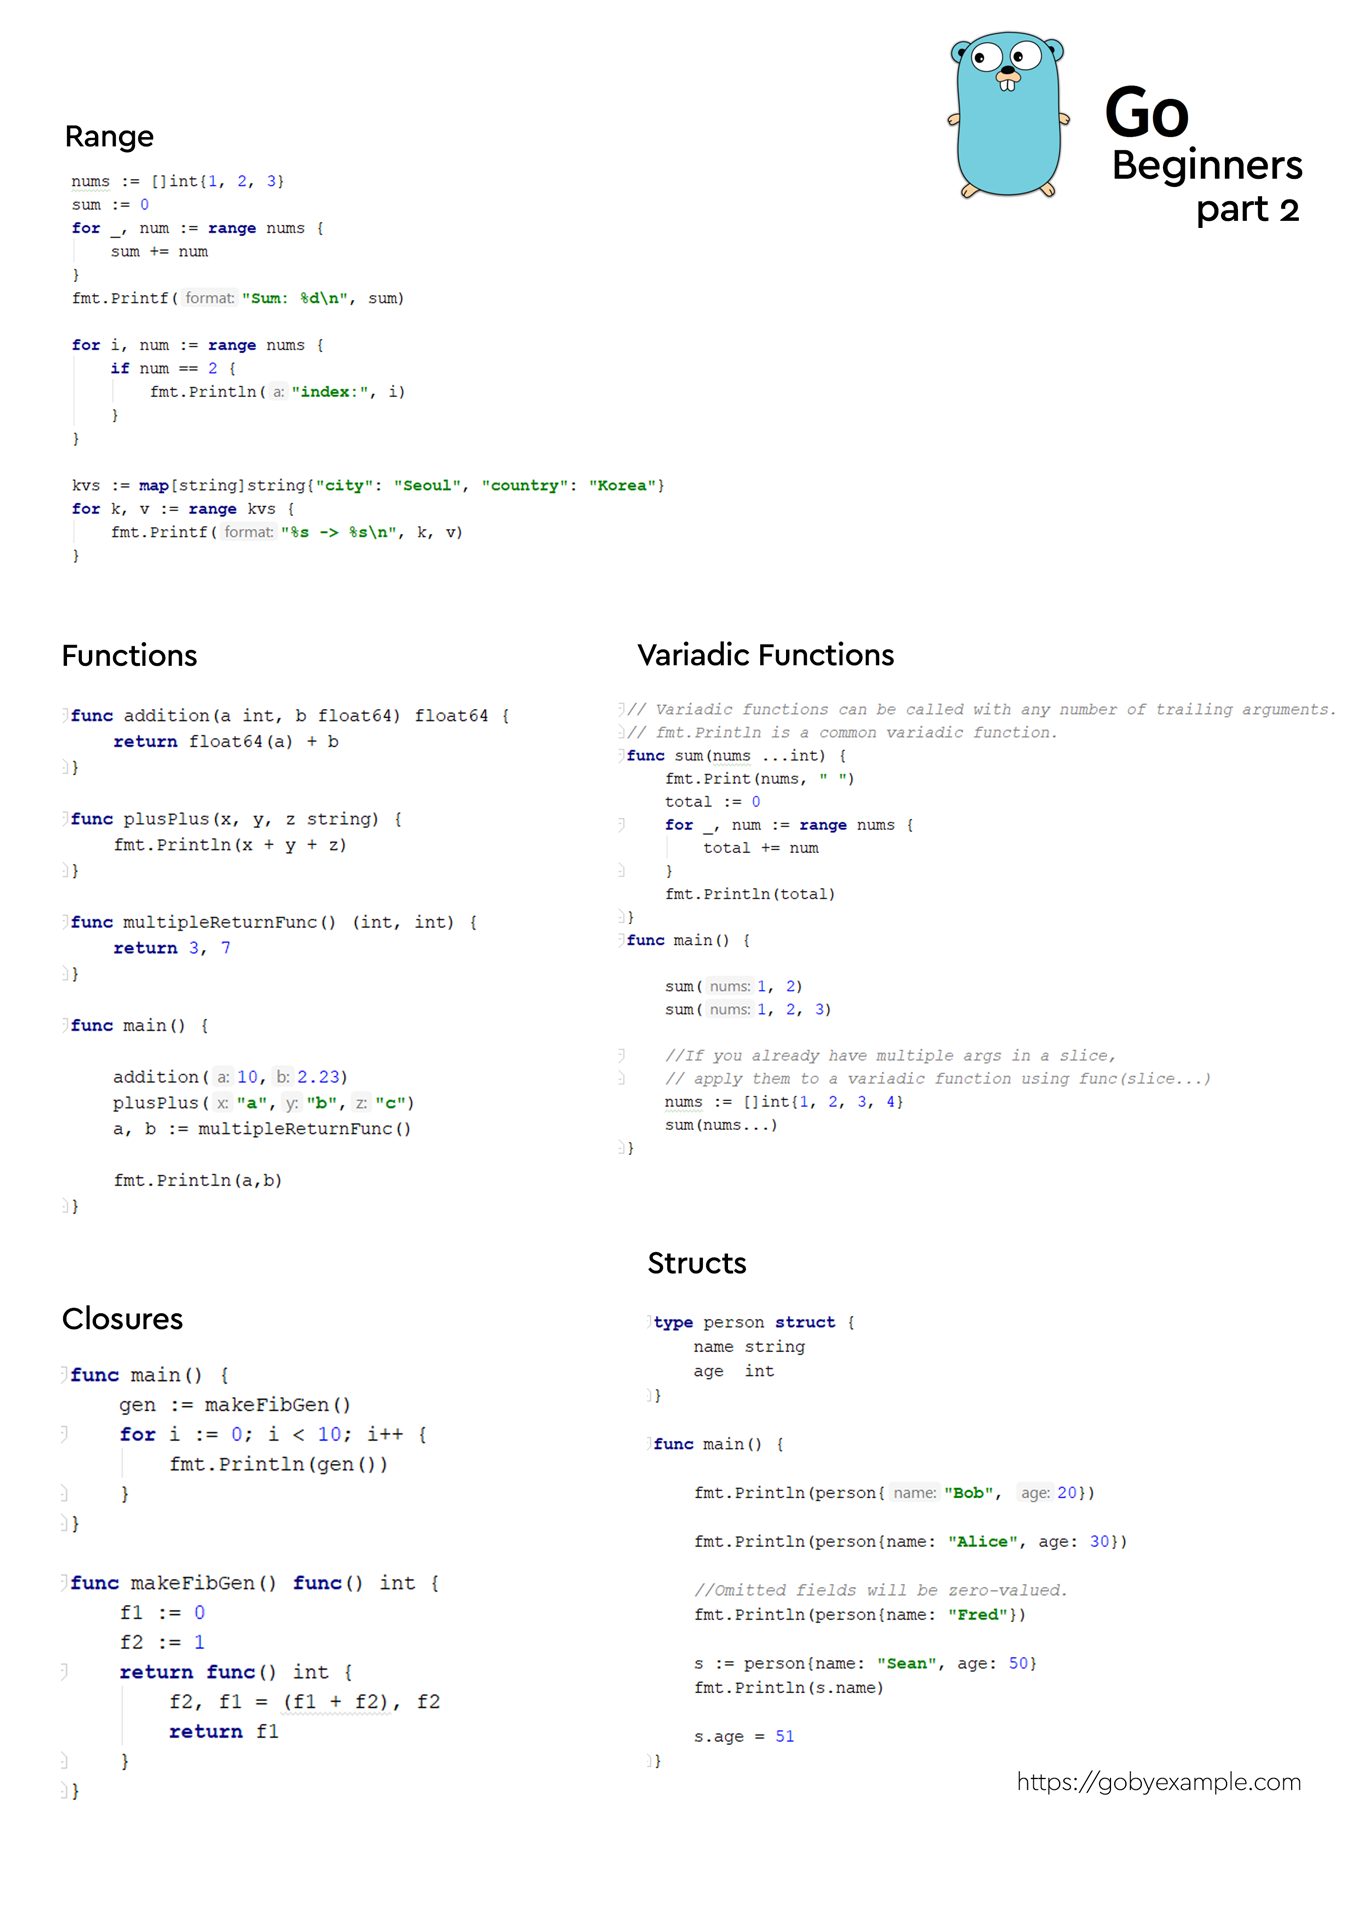 Go
Beginners
part 2
Range
nums := []int{1, 2, 3}
sum := 0
for _, num := range nums {
    sum += num
}
fmt.Printf( format: "Sum: %d\n", sum)
for i, num := range nums {
    if num == 2 {
        fmt.Println( a: "index:", i)
    }
}
kvs := map[string]string{"city": "Seoul", "country": "Korea"}
for k, v := range kvs {
    fmt.Printf( format: "%s -> %s\n", k, v)
}
Functions
func addition(a int, b float64) float64 {
    return float64(a) + b
}
func plusPlus(x, y, z string) {
    fmt.Println(x + y + z)
}
func multipleReturnFunc() (int, int) {
    return 3, 7
}
func main() {
    addition( a: 10, b: 2.23)
    plusPlus( x: "a", y: "b", z: "c")
    a, b := multipleReturnFunc()
    fmt.Println(a,b)
}
Variadic Functions
// Variadic functions can be called with any number of trailing arguments.
// fmt.Println is a common variadic function.
func sum(nums ...int) {
    fmt.Print(nums, " ")
    total := 0
    for _, num := range nums {
        total += num
    }
    fmt.Println(total)
}
func main() {
    sum( nums: 1, 2)
    sum( nums: 1, 2, 3)
    //If you already have multiple args in a slice,
    // apply them to a variadic function using func(slice...)
    nums := []int{1, 2, 3, 4}
    sum(nums...)
}
Closures
func main() {
    gen := makeFibGen()
    for i := 0; i < 10; i++ {
        fmt.Println(gen())
    }
}
func makeFibGen() func() int {
    f1 := 0
    f2 := 1
    return func() int {
        f2, f1 = (f1 + f2), f2
        return f1
    }
}
Structs
type person struct {
    name string
    age  int
}
func main() {
    fmt.Println(person{ name: "Bob", age: 20})
    fmt.Println(person{name: "Alice", age: 30})
    //Omitted fields will be zero-valued.
    fmt.Println(person{name: "Fred"})
    s := person{name: "Sean", age: 50}
    fmt.Println(s.name)
    s.age = 51
}
https://gobyexample.com